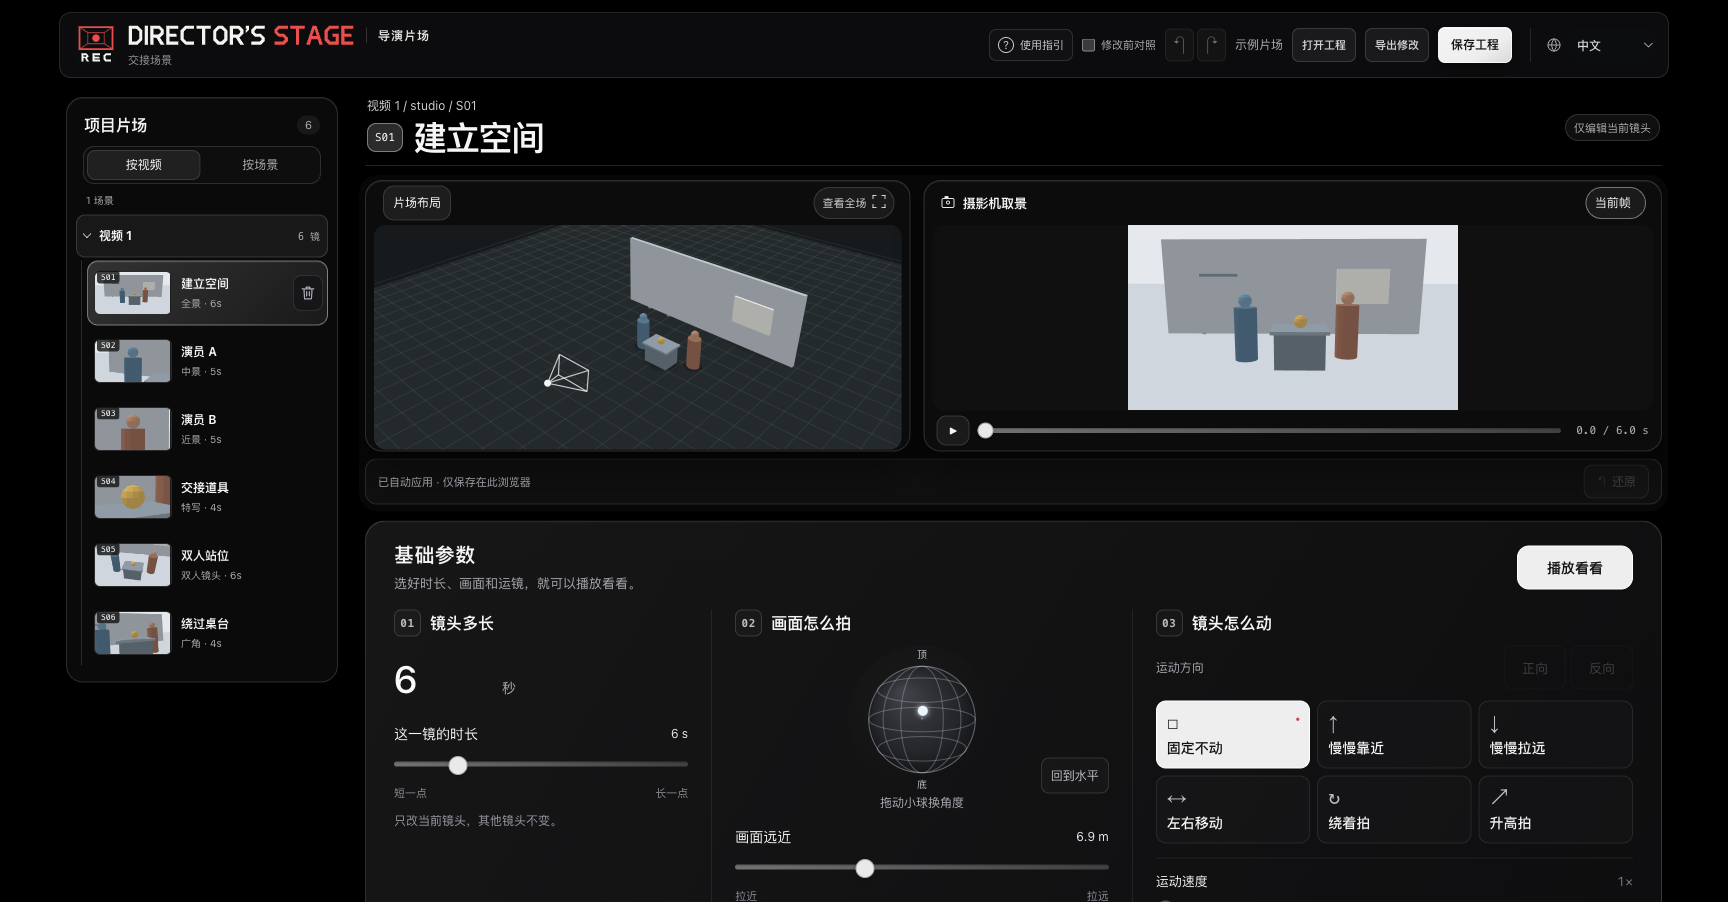 REC
DIRECTOR'S STAGE
导演片场
交接场景
使用指引
修改前对照
示例片场
打开工程
导出修改
保存工程
中文
项目片场
6
按视频
按场景
1 场景
视频 1
6 镜
S01
建立空间
全景 · 6s
S02
演员 A
中景 · 5s
S03
演员 B
近景 · 5s
S04
交接道具
特写 · 4s
S05
双人站位
双人镜头 · 6s
S06
绕过桌台
广角 · 4s
视频 1 / studio / S01
S01
建立空间
仅编辑当前镜头
片场布局
查看全场
摄影机取景
当前帧
0.0 / 6.0 s
已自动应用 · 仅保存在此浏览器
还原
基础参数
选好时长、画面和运镜，就可以播放看看。
播放看看
01
镜头多长
6
秒
这一镜的时长
6 s
短一点
长一点
只改当前镜头，其他镜头不变。
02
画面怎么拍
顶
底
拖动小球换角度
回到水平
画面远近
6.9 m
拉近
拉远
03
镜头怎么动
运动方向
正向
反向
固定不动
慢慢靠近
慢慢拉远
左右移动
绕着拍
升高拍
运动速度
1×